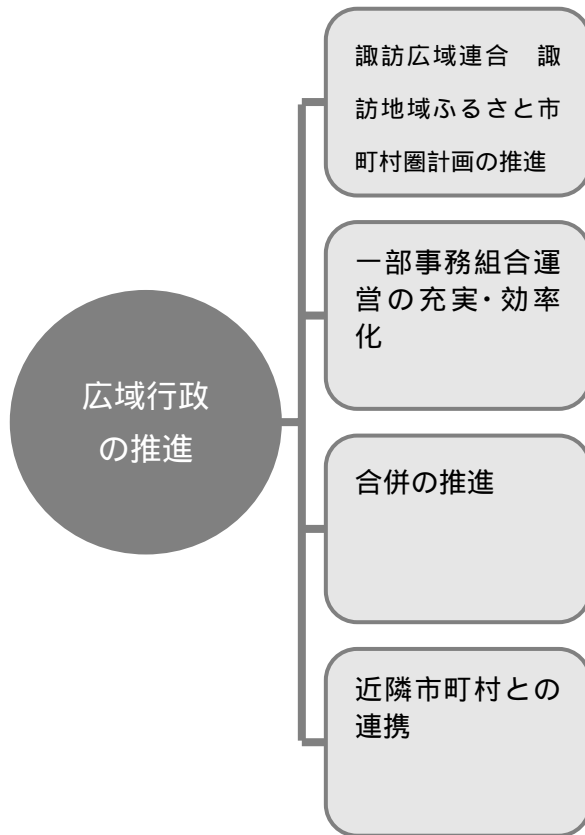 諏訪広域連合　諏
訪地域ふるさと市
町村圏計画の推進
一部事務組合運
営の充実・効率
化
広域行政
の推進
合併の推進
近隣市町村との
連携